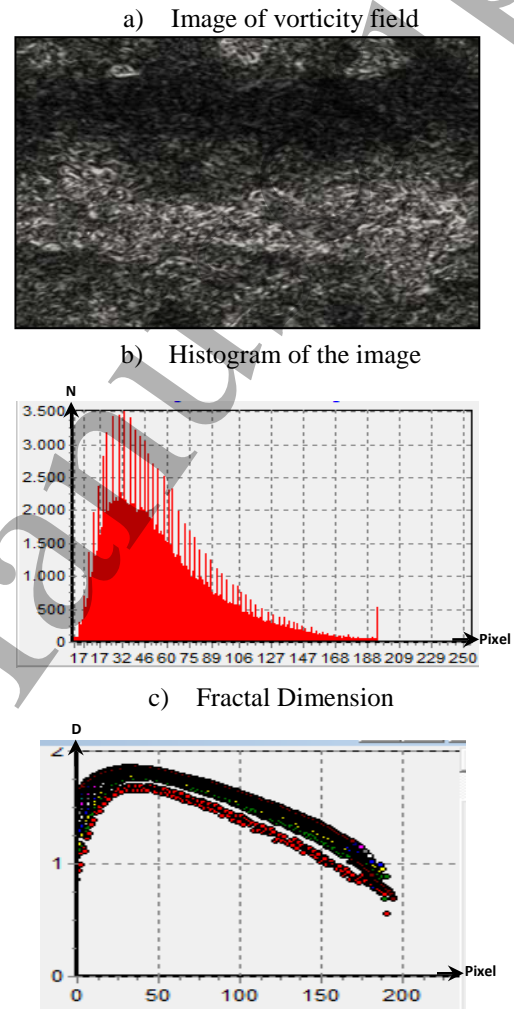 a) Image of vorticity field
b) Histogram of the image
N
3.500
3.000
2.500
2.000
1.500
1.000
500
0
Pixel
17 17 32 46 60 75 89 106 127 147 168 188 209 229 250
c) Fractal Dimension
D
2
1
0
Pixel
0 50 100 150 200